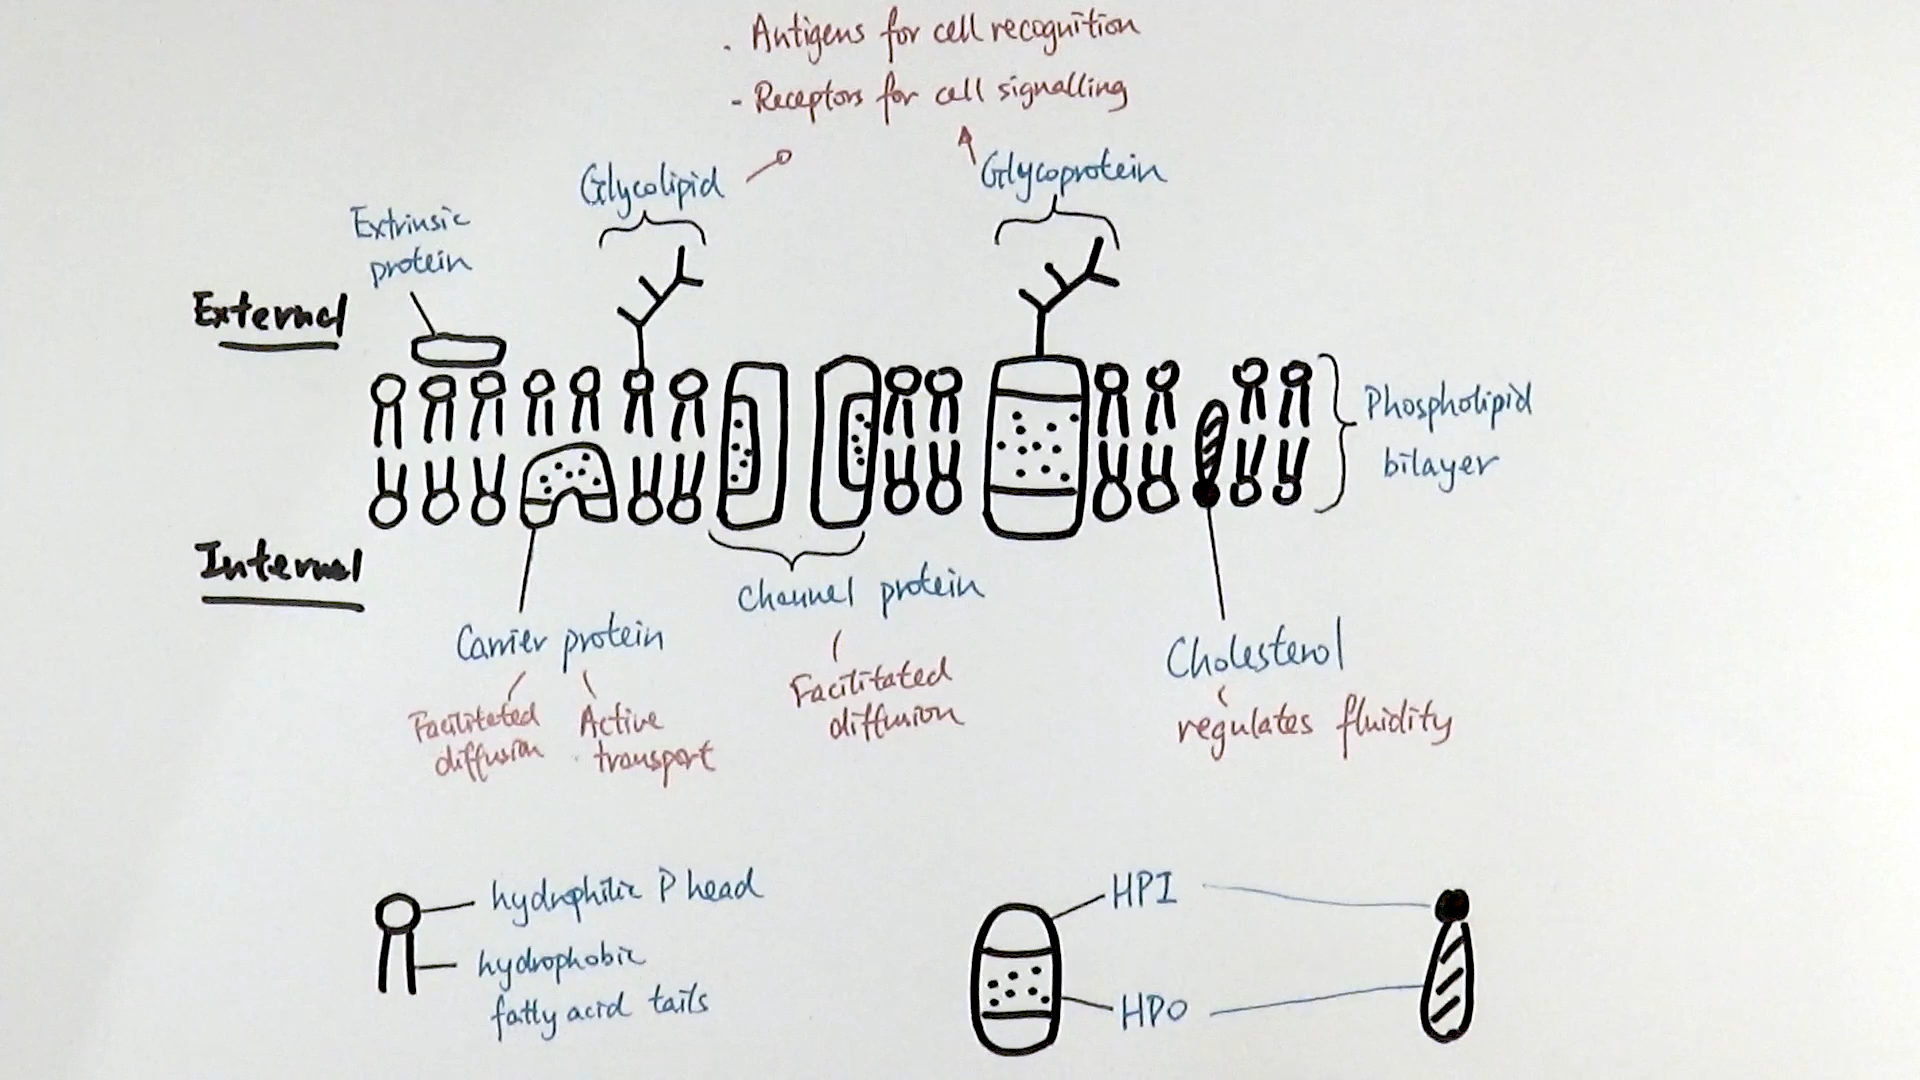 . Antigens for cell recognition
- Receptors for cell signalling
Glycolipid
Glycoprotein
Extrinsic
protein
External
Phospholipid
bilayer
Internal
Channel protein
Carrier protein
Cholesterol
Facilitated
diffusion
Active
transport
Facilitated
diffusion
regulates fluidity
hydrophilic P head
hydrophobic
fatty acid tails
HPI
HPO